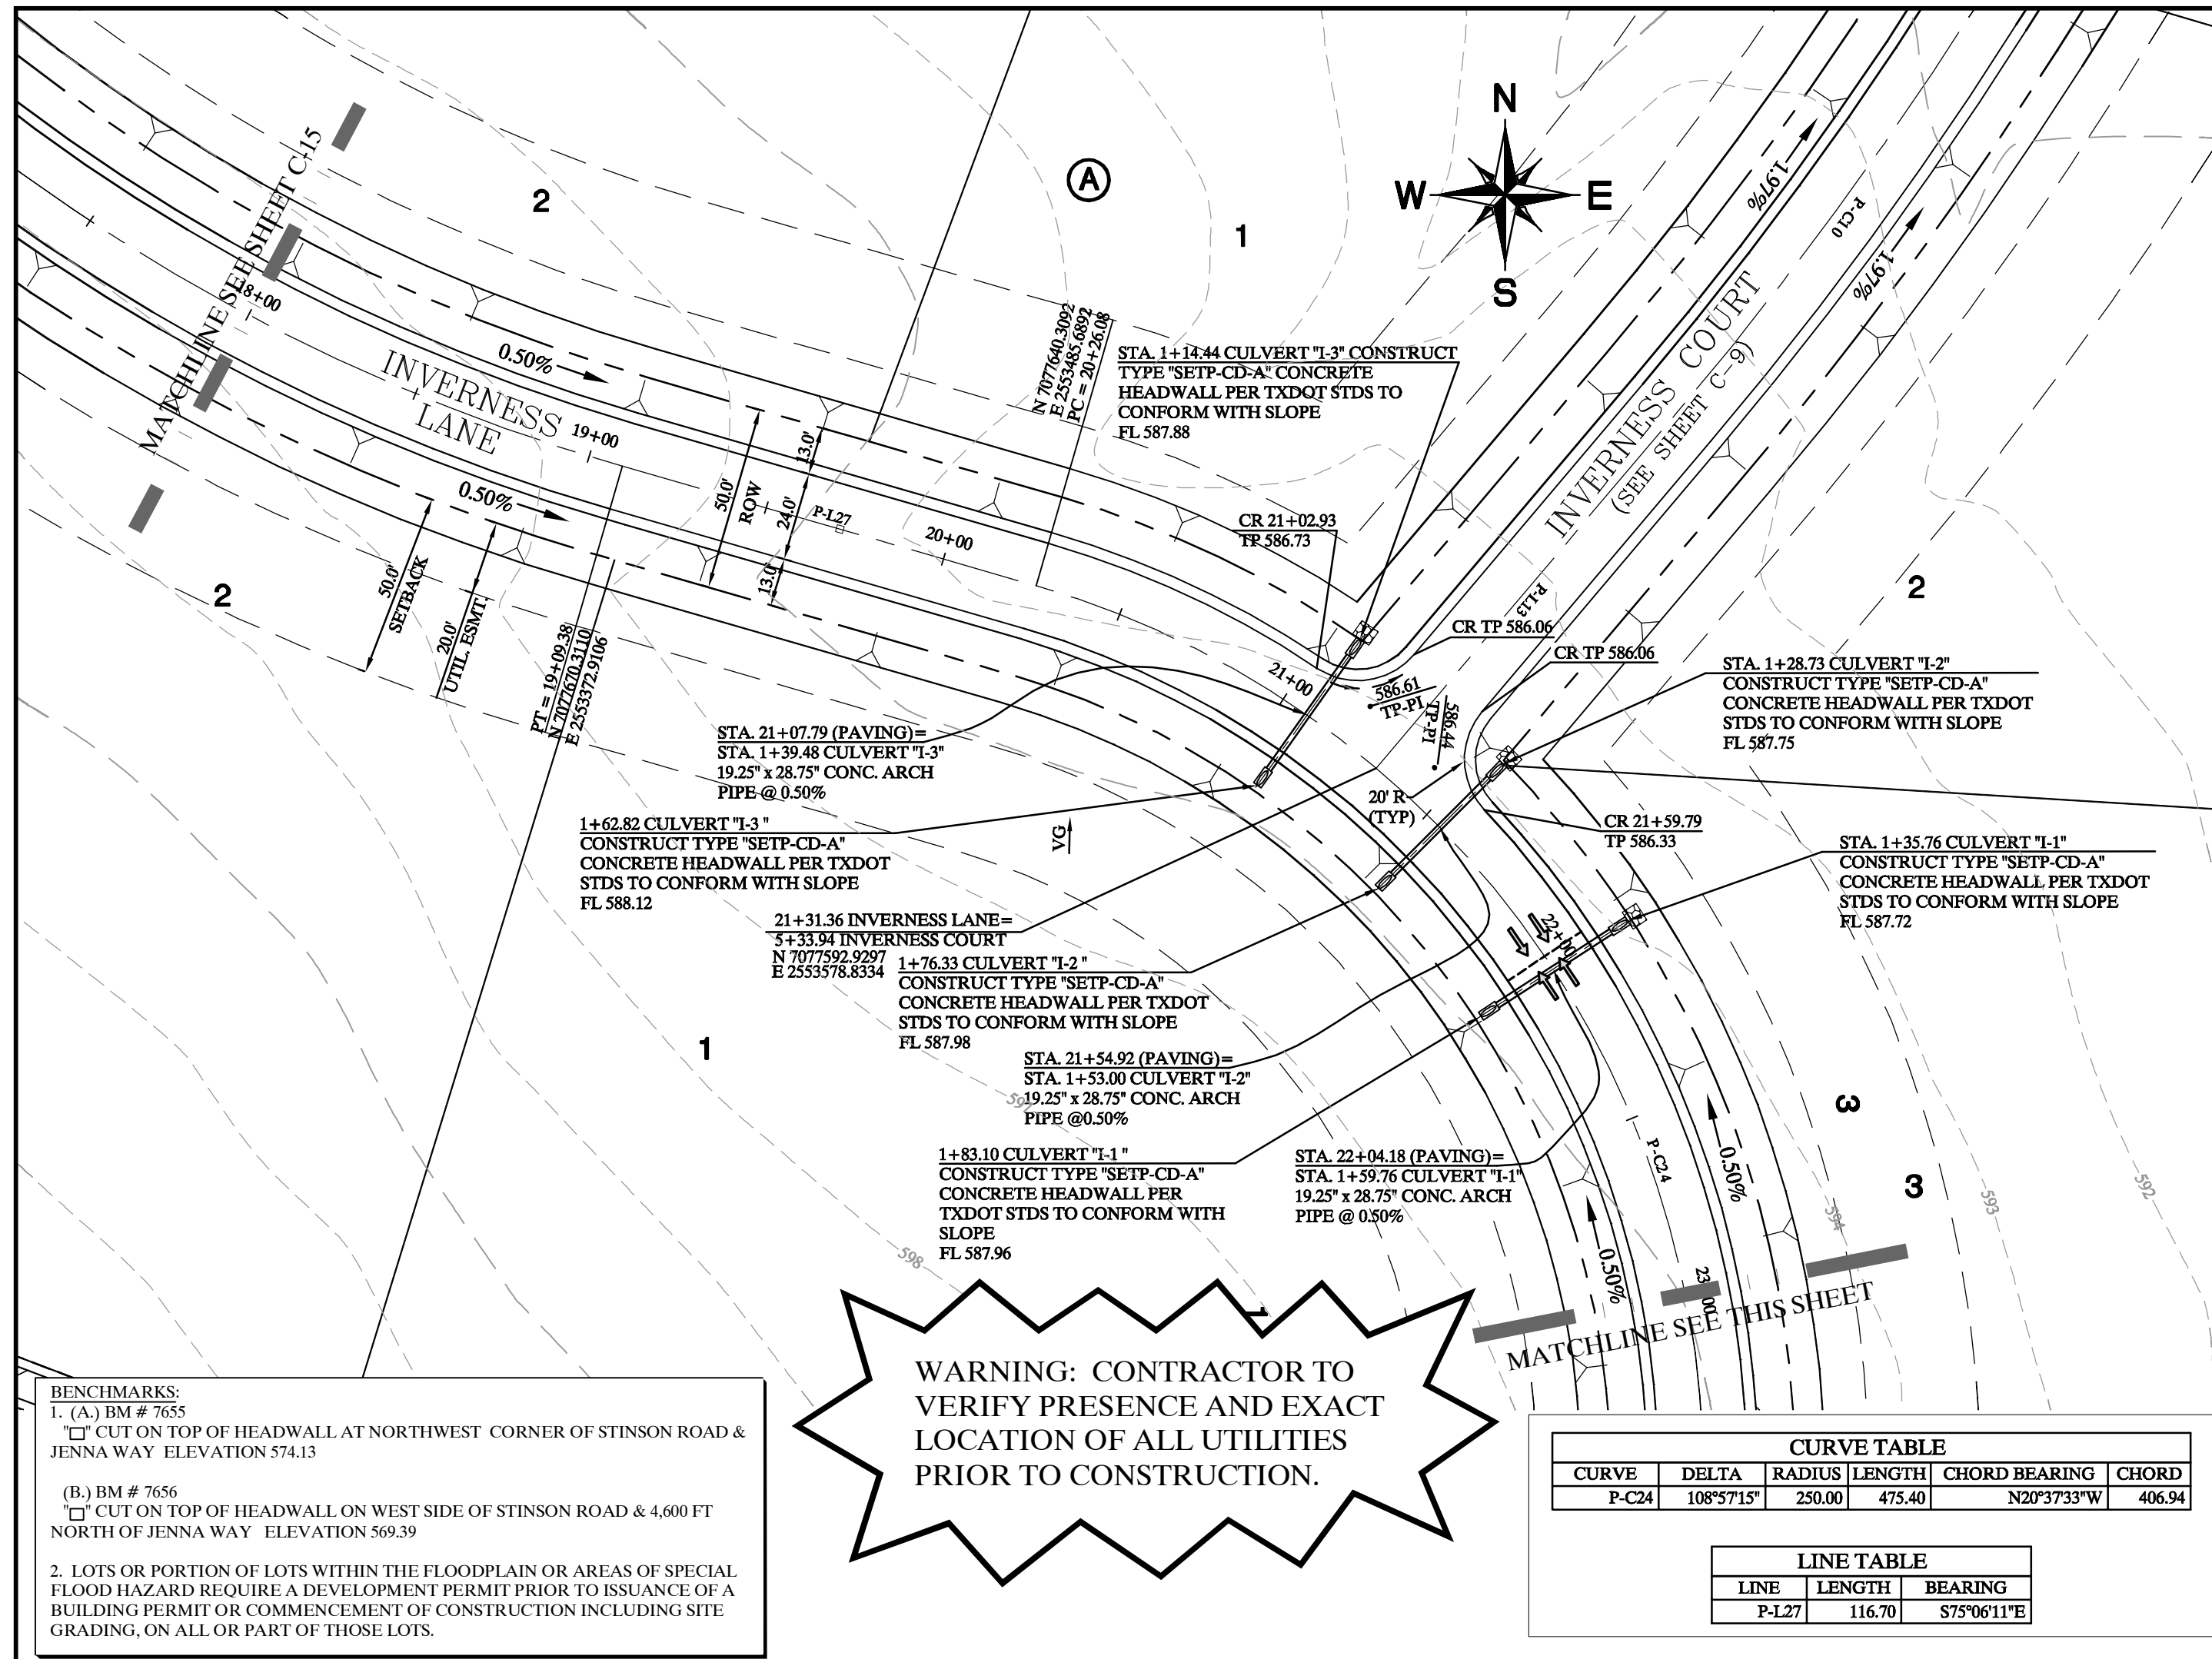 MATCHLINE SEE SHEET C-15
2
A
1
N
W
E
S
1.97%
P-C10
1.97%
18+00
INVERNESS
LANE
0.50%
19+00
0.50%
50.0'
ROW
13.0'
24.0'
13.0'
P-L27
20+00
N 7077640.3092
E 2553485.6892
PC = 20+26.08
STA. 1+14.44 CULVERT "I-3" CONSTRUCT
TYPE "SETP-CD-A" CONCRETE
HEADWALL PER TXDOT STDS TO
CONFORM WITH SLOPE
FL 587.88
INVERNESS COURT
(SEE SHEET C-9)
CR 21+02.93
TP 586.73
2
50.0'
SETBACK
20.0'
UTIL. ESMT.
PT = 19+09.38
N 7077670.3110
E 2553372.9106
P-L13
2
CR TP 586.06
CR TP 586.06
21+00
586.61
TP-PI
586.44
TP-PI
STA. 1+28.73 CULVERT "I-2"
CONSTRUCT TYPE "SETP-CD-A"
CONCRETE HEADWALL PER TXDOT
STDS TO CONFORM WITH SLOPE
FL 587.75
STA. 21+07.79 (PAVING)=
STA. 1+39.48 CULVERT "I-3"
19.25" x 28.75" CONC. ARCH
PIPE @ 0.50%
20' R
(TYP)
CR 21+59.79
TP 586.33
1+62.82 CULVERT "I-3 "
CONSTRUCT TYPE "SETP-CD-A"
CONCRETE HEADWALL PER TXDOT
STDS TO CONFORM WITH SLOPE
FL 588.12
VG
STA. 1+35.76 CULVERT "I-1"
CONSTRUCT TYPE "SETP-CD-A"
CONCRETE HEADWALL PER TXDOT
STDS TO CONFORM WITH SLOPE
FL 587.72
21+31.36 INVERNESS LANE=
5+33.94 INVERNESS COURT
N 7077592.9297
E 2553578.8334
22+00
1+76.33 CULVERT "I-2 "
CONSTRUCT TYPE "SETP-CD-A"
CONCRETE HEADWALL PER TXDOT
STDS TO CONFORM WITH SLOPE
FL 587.98
1
STA. 21+54.92 (PAVING)=
STA. 1+53.00 CULVERT "I-2"
19.25" x 28.75" CONC. ARCH
PIPE @0.50%
3
1+83.10 CULVERT "I-1 "
CONSTRUCT TYPE "SETP-CD-A"
CONCRETE HEADWALL PER
TXDOT STDS TO CONFORM WITH
SLOPE
FL 587.96
STA. 22+04.18 (PAVING)=
STA. 1+59.76 CULVERT "I-1"
19.25" x 28.75" CONC. ARCH
PIPE @ 0.50%
P-C24
0.50%
3
592
593
594
598
0.50%
MATCHLINE SEE THIS SHEET
WARNING: CONTRACTOR TO
VERIFY PRESENCE AND EXACT
LOCATION OF ALL UTILITIES
PRIOR TO CONSTRUCTION.
BENCHMARKS:
1. (A.) BM # 7655
"□" CUT ON TOP OF HEADWALL AT NORTHWEST CORNER OF STINSON ROAD &
JENNA WAY ELEVATION 574.13
(B.) BM # 7656
"□" CUT ON TOP OF HEADWALL ON WEST SIDE OF STINSON ROAD & 4,600 FT
NORTH OF JENNA WAY ELEVATION 569.39
2. LOTS OR PORTION OF LOTS WITHIN THE FLOODPLAIN OR AREAS OF SPECIAL
FLOOD HAZARD REQUIRE A DEVELOPMENT PERMIT PRIOR TO ISSUANCE OF A
BUILDING PERMIT OR COMMENCEMENT OF CONSTRUCTION INCLUDING SITE
GRADING, ON ALL OR PART OF THOSE LOTS.
CURVE TABLE
CURVE DELTA RADIUS LENGTH CHORD BEARING CHORD
P-C24 108°57'15" 250.00 475.40 N20°37'33"W 406.94
LINE TABLE
LINE LENGTH BEARING
P-L27 116.70 S75°06'11"E